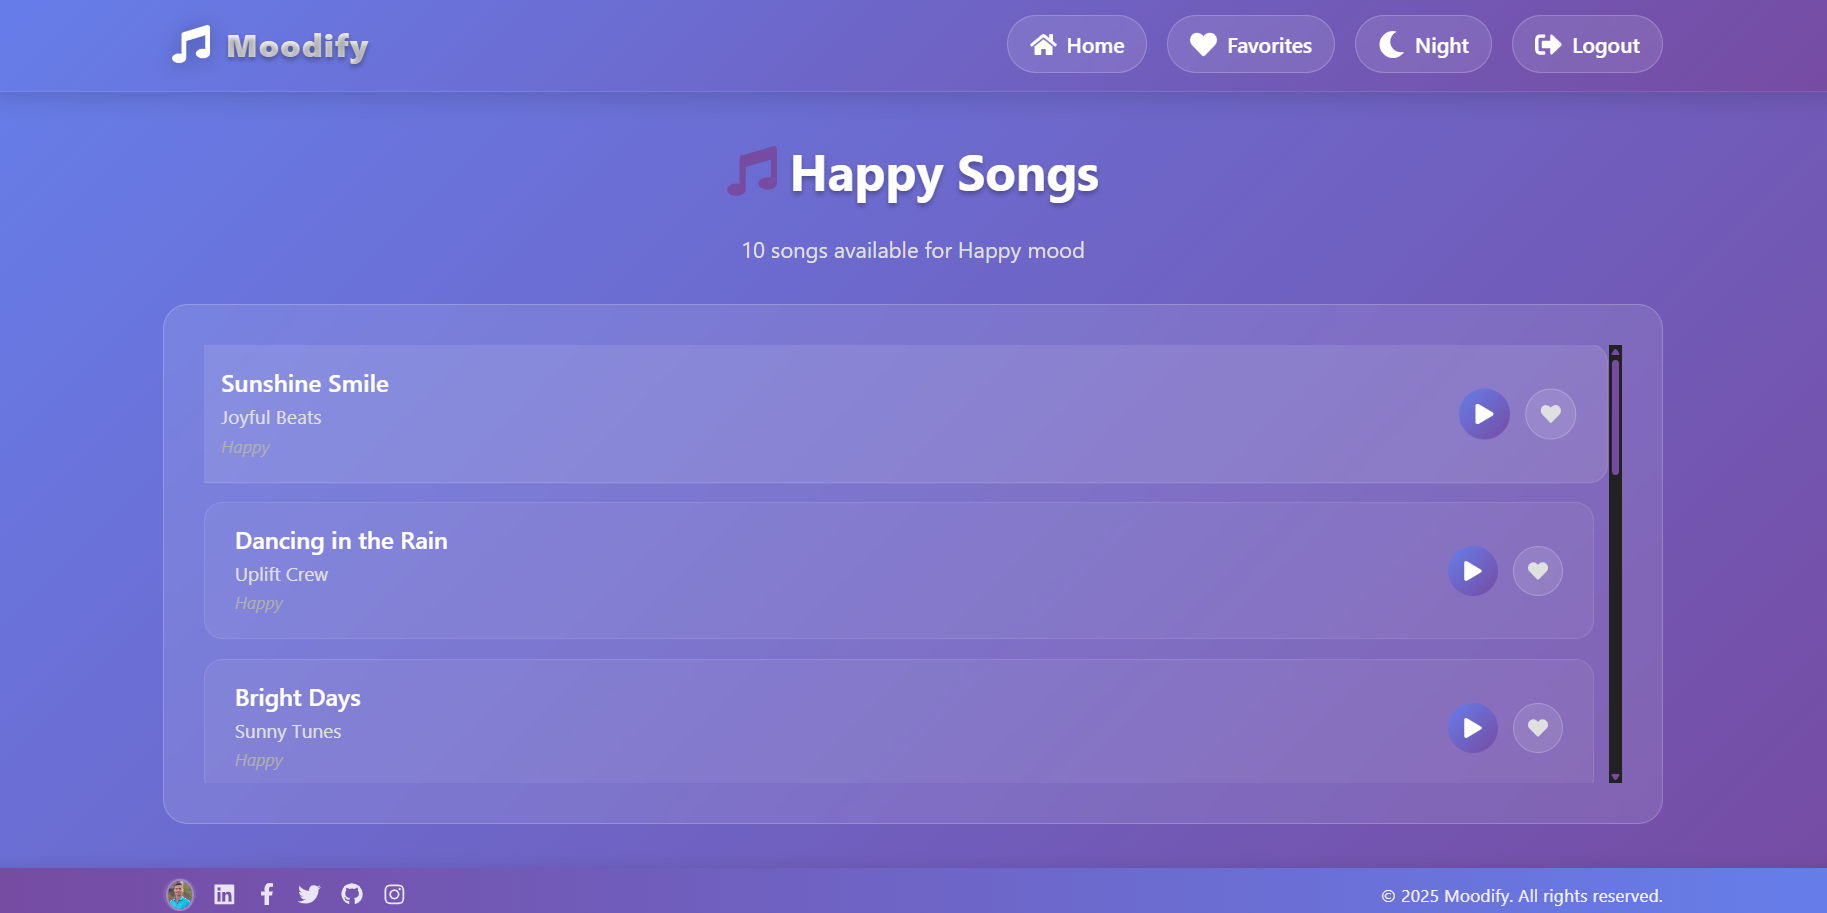 Moodify
Home
Favorites
Night
Logout
Happy Songs
10 songs available for Happy mood
Sunshine Smile
Joyful Beats
Happy
Dancing in the Rain
Uplift Crew
Happy
Bright Days
Sunny Tunes
Happy
© 2025 Moodify. All rights reserved.